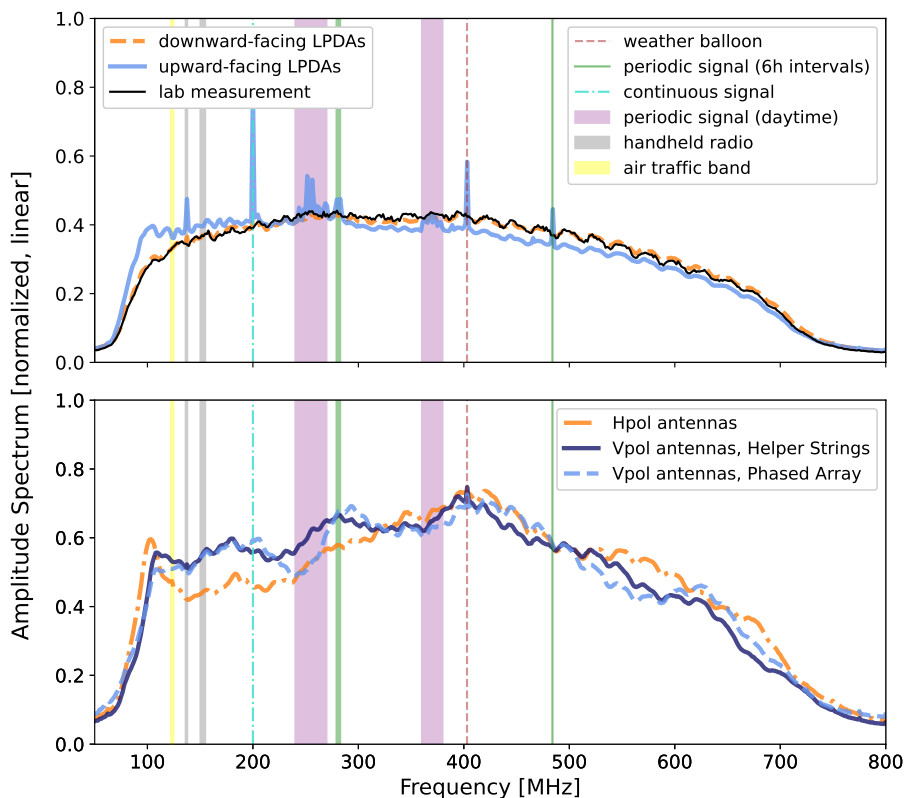 Amplitude Spectrum [normalized, linear]
1.0
0.8
0.6
0.4
0.2
0.0
downward-facing LPDAs
upward-facing LPDAs
lab measurement
weather balloon
periodic signal (6h intervals)
continuous signal
periodic signal (daytime)
handheld radio
air traffic band
1.0
0.8
0.6
0.4
0.2
0.0
Hpol antennas
Vpol antennas, Helper Strings
Vpol antennas, Phased Array
100 200 300 400 500 600 700 800
Frequency [MHz]